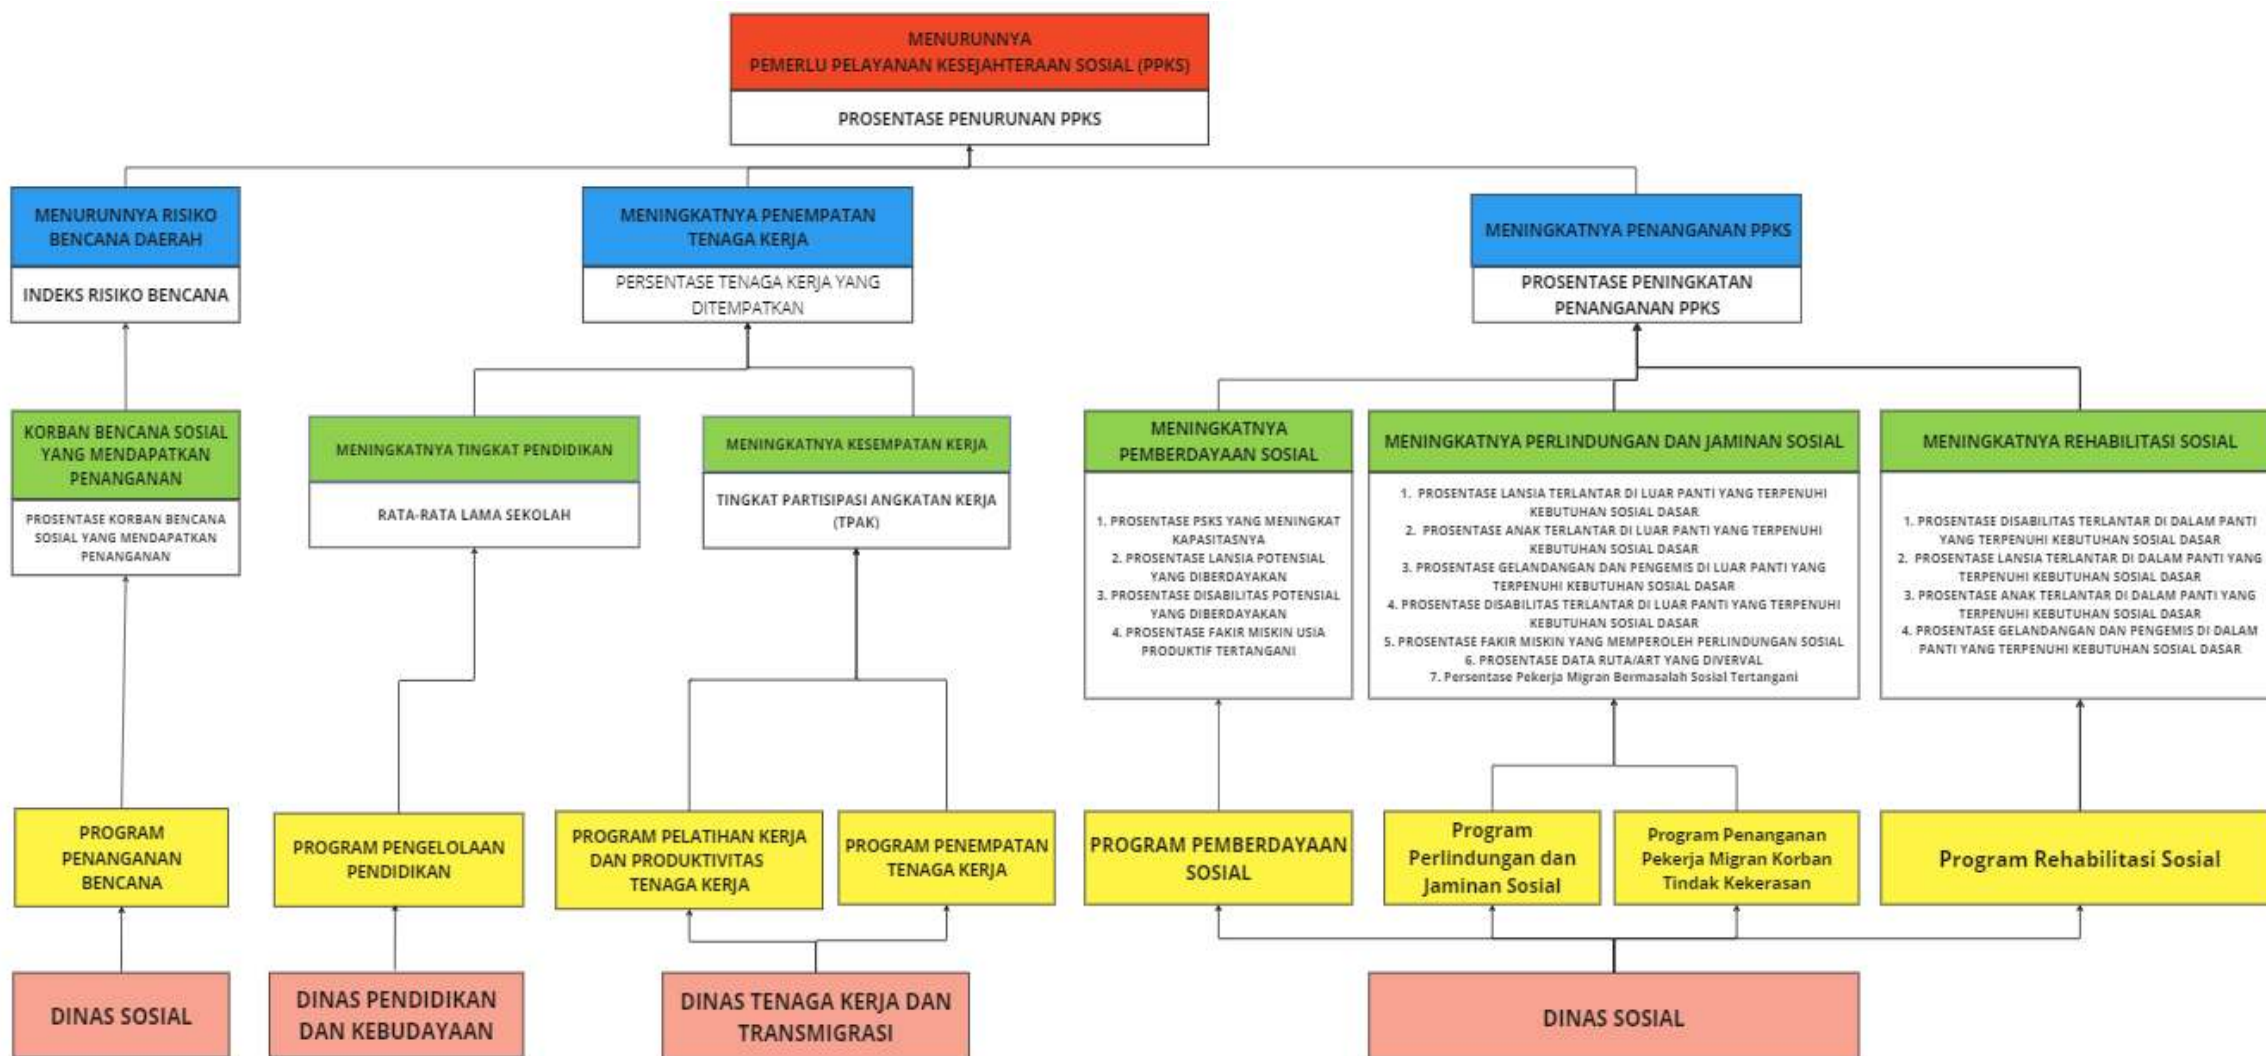 MENURUNNYA
PEMERLU PELAYANAN KESEJAHTERAAN SOSIAL (PPKS)
PROSENTASE PENURUNAN PPKS
MENURUNNYA RISIKO
BENCANA DAERAH
INDEKS RISIKO BENCANA
MENINGKATNYA PENEMPATAN
TENAGA KERJA
PERSENTASE TENAGA KERJA YANG
DITEMPATKAN
MENINGKATNYA PENANGANAN PPKS
PROSENTASE PENINGKATAN
PENANGANAN PPKS
KORBAN BENCANA SOSIAL
YANG MENDAPATKAN
PENANGANAN
PROSENTASE KORBAN BENCANA
SOSIAL YANG MENDAPATKAN
PENANGANAN
MENINGKATNYA TINGKAT PENDIDIKAN
RATA-RATA LAMA SEKOLAH
MENINGKATNYA KESEMPATAN KERJA
TINGKAT PARTISIPASI ANGKATAN KERJA
(TPAK)
MENINGKATNYA
PEMBERDAYAAN SOSIAL
1. PROSENTASE PSKS YANG MENINGKAT
KAPASITASNYA
2. PROSENTASE LANSIA POTENSIAL
YANG DIBERDAYAKAN
3. PROSENTASE DISABILITAS POTENSIAL
YANG DIBERDAYAKAN
4. PROSENTASE FAKIR MISKIN USIA
PRODUKTIF TERTANGANI
MENINGKATNYA PERLINDUNGAN DAN JAMINAN SOSIAL
1. PROSENTASE LANSIA TERLANTAR DI LUAR PANTI YANG TERPENUHI
KEBUTUHAN SOSIAL DASAR
2. PROSENTASE ANAK TERLANTAR DI LUAR PANTI YANG TERPENUHI
KEBUTUHAN SOSIAL DASAR
3. PROSENTASE GELANDANGAN DAN PENGEMIS DI LUAR PANTI YANG
TERPENUHI KEBUTUHAN SOSIAL DASAR
4. PROSENTASE DISABILITAS TERLANTAR DI LUAR PANTI YANG TERPENUHI
KEBUTUHAN SOSIAL DASAR
5. PROSENTASE FAKIR MISKIN YANG MEMPEROLEH PERLINDUNGAN SOSIAL
6. PROSENTASE DATA RUTA/ART YANG DIVERVAL
7. Persentase Pekerja Migran Bermasalah Sosial Tertangani
MENINGKATNYA REHABILITASI SOSIAL
1. PROSENTASE DISABILITAS TERLANTAR DI DALAM PANTI
YANG TERPENUHI KEBUTUHAN SOSIAL DASAR
2. PROSENTASE LANSIA TERLANTAR DI DALAM PANTI YANG
TERPENUHI KEBUTUHAN SOSIAL DASAR
3. PROSENTASE ANAK TERLANTAR DI DALAM PANTI YANG
TERPENUHI KEBUTUHAN SOSIAL DASAR
4. PROSENTASE GELANDANGAN DAN PENGEMIS DI DALAM
PANTI YANG TERPENUHI KEBUTUHAN SOSIAL DASAR
PROGRAM
PENANGANAN
BENCANA
PROGRAM PENGELOLAAN
PENDIDIKAN
PROGRAM PELATIHAN KERJA
DAN PRODUKTIVITAS
TENAGA KERJA
PROGRAM PENEMPATAN
TENAGA KERJA
PROGRAM PEMBERDAYAAN
SOSIAL
Program
Perlindungan dan
Jaminan Sosial
Program Penanganan
Pekerja Migran Korban
Tindak Kekerasan
Program Rehabilitasi Sosial
DINAS SOSIAL
DINAS PENDIDIKAN
DAN KEBUDAYAAN
DINAS TENAGA KERJA DAN
TRANSMIGRASI
DINAS SOSIAL